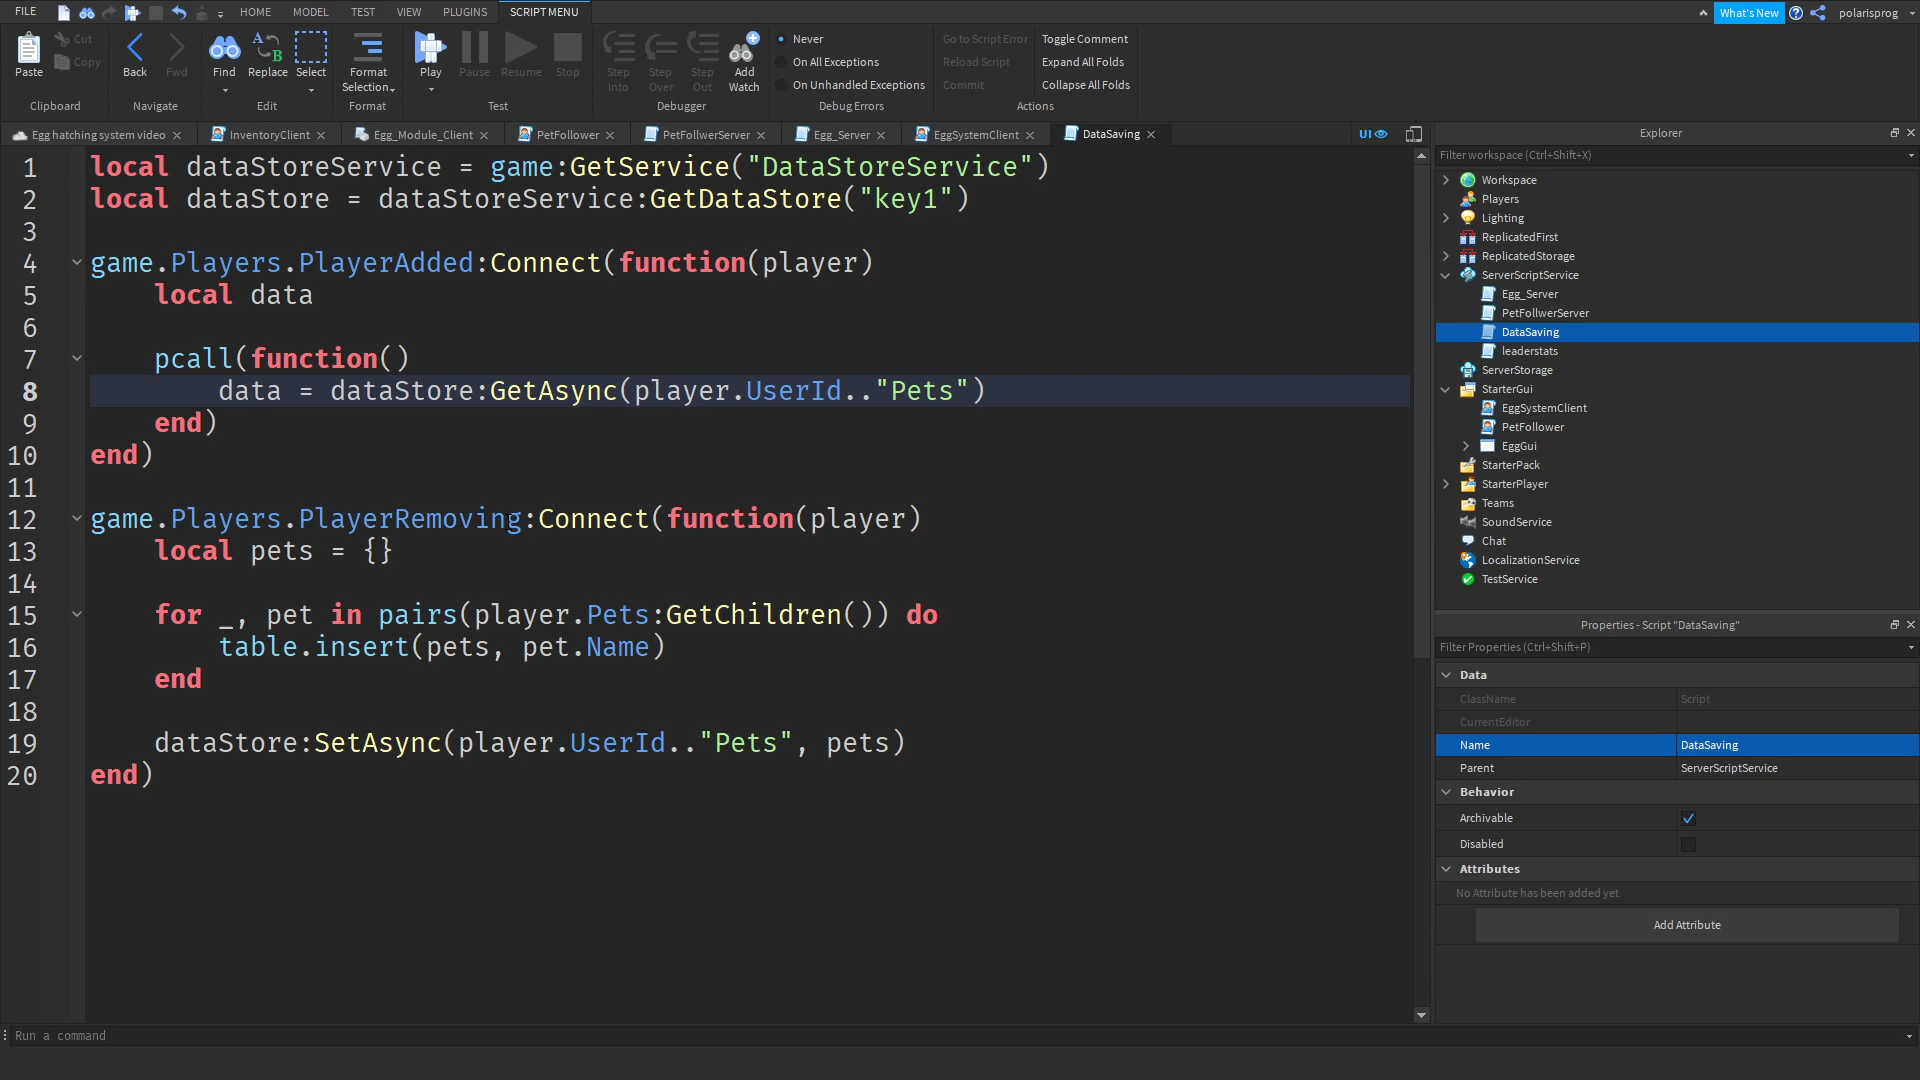 FILE HOME MODEL TEST VIEW PLUGINS SCRIPT MENU What's New polarisprog
Paste Cut Copy Back Fwd Find Replace Select Format Selection Play Pause Resume Stop Step Into Step Over Step Out Add Watch
Never Go to Script Error Toggle Comment
On All Exceptions Reload Script Expand All Folds
On Unhandled Exceptions Commit Collapse All Folds
Clipboard Navigate Edit Format Test Debugger Debug Errors Actions
Egg hatching system video InventoryClient Egg_Module_Client PetFollower PetFollwerServer Egg_Server EggSystemClient DataSaving UI
1 local dataStoreService = game:GetService("DataStoreService")
2 local dataStore = dataStoreService:GetDataStore("key1")
3
4 game.Players.PlayerAdded:Connect(function(player)
5 local data
6
7 pcall(function()
8 data = dataStore:GetAsync(player.UserId.."Pets")
9 end)
10 end)
11
12 game.Players.PlayerRemoving:Connect(function(player)
13 local pets = {}
14
15 for _, pet in pairs(player.Pets:GetChildren()) do
16 table.insert(pets, pet.Name)
17 end
18
19 dataStore:SetAsync(player.UserId.."Pets", pets)
20 end)
Explorer
Filter workspace (Ctrl+Shift+X)
Workspace
Players
Lighting
ReplicatedFirst
ReplicatedStorage
ServerScriptService
Egg_Server
PetFollwerServer
DataSaving
leaderstats
ServerStorage
StarterGui
EggSystemClient
PetFollower
EggGui
StarterPack
StarterPlayer
Teams
SoundService
Chat
LocalizationService
TestService
Properties - Script "DataSaving"
Filter Properties (Ctrl+Shift+P)
Data
ClassName Script
CurrentEditor
Name DataSaving
Parent ServerScriptService
Behavior
Archivable
Disabled
Attributes
No Attribute has been added yet
Add Attribute
Run a command